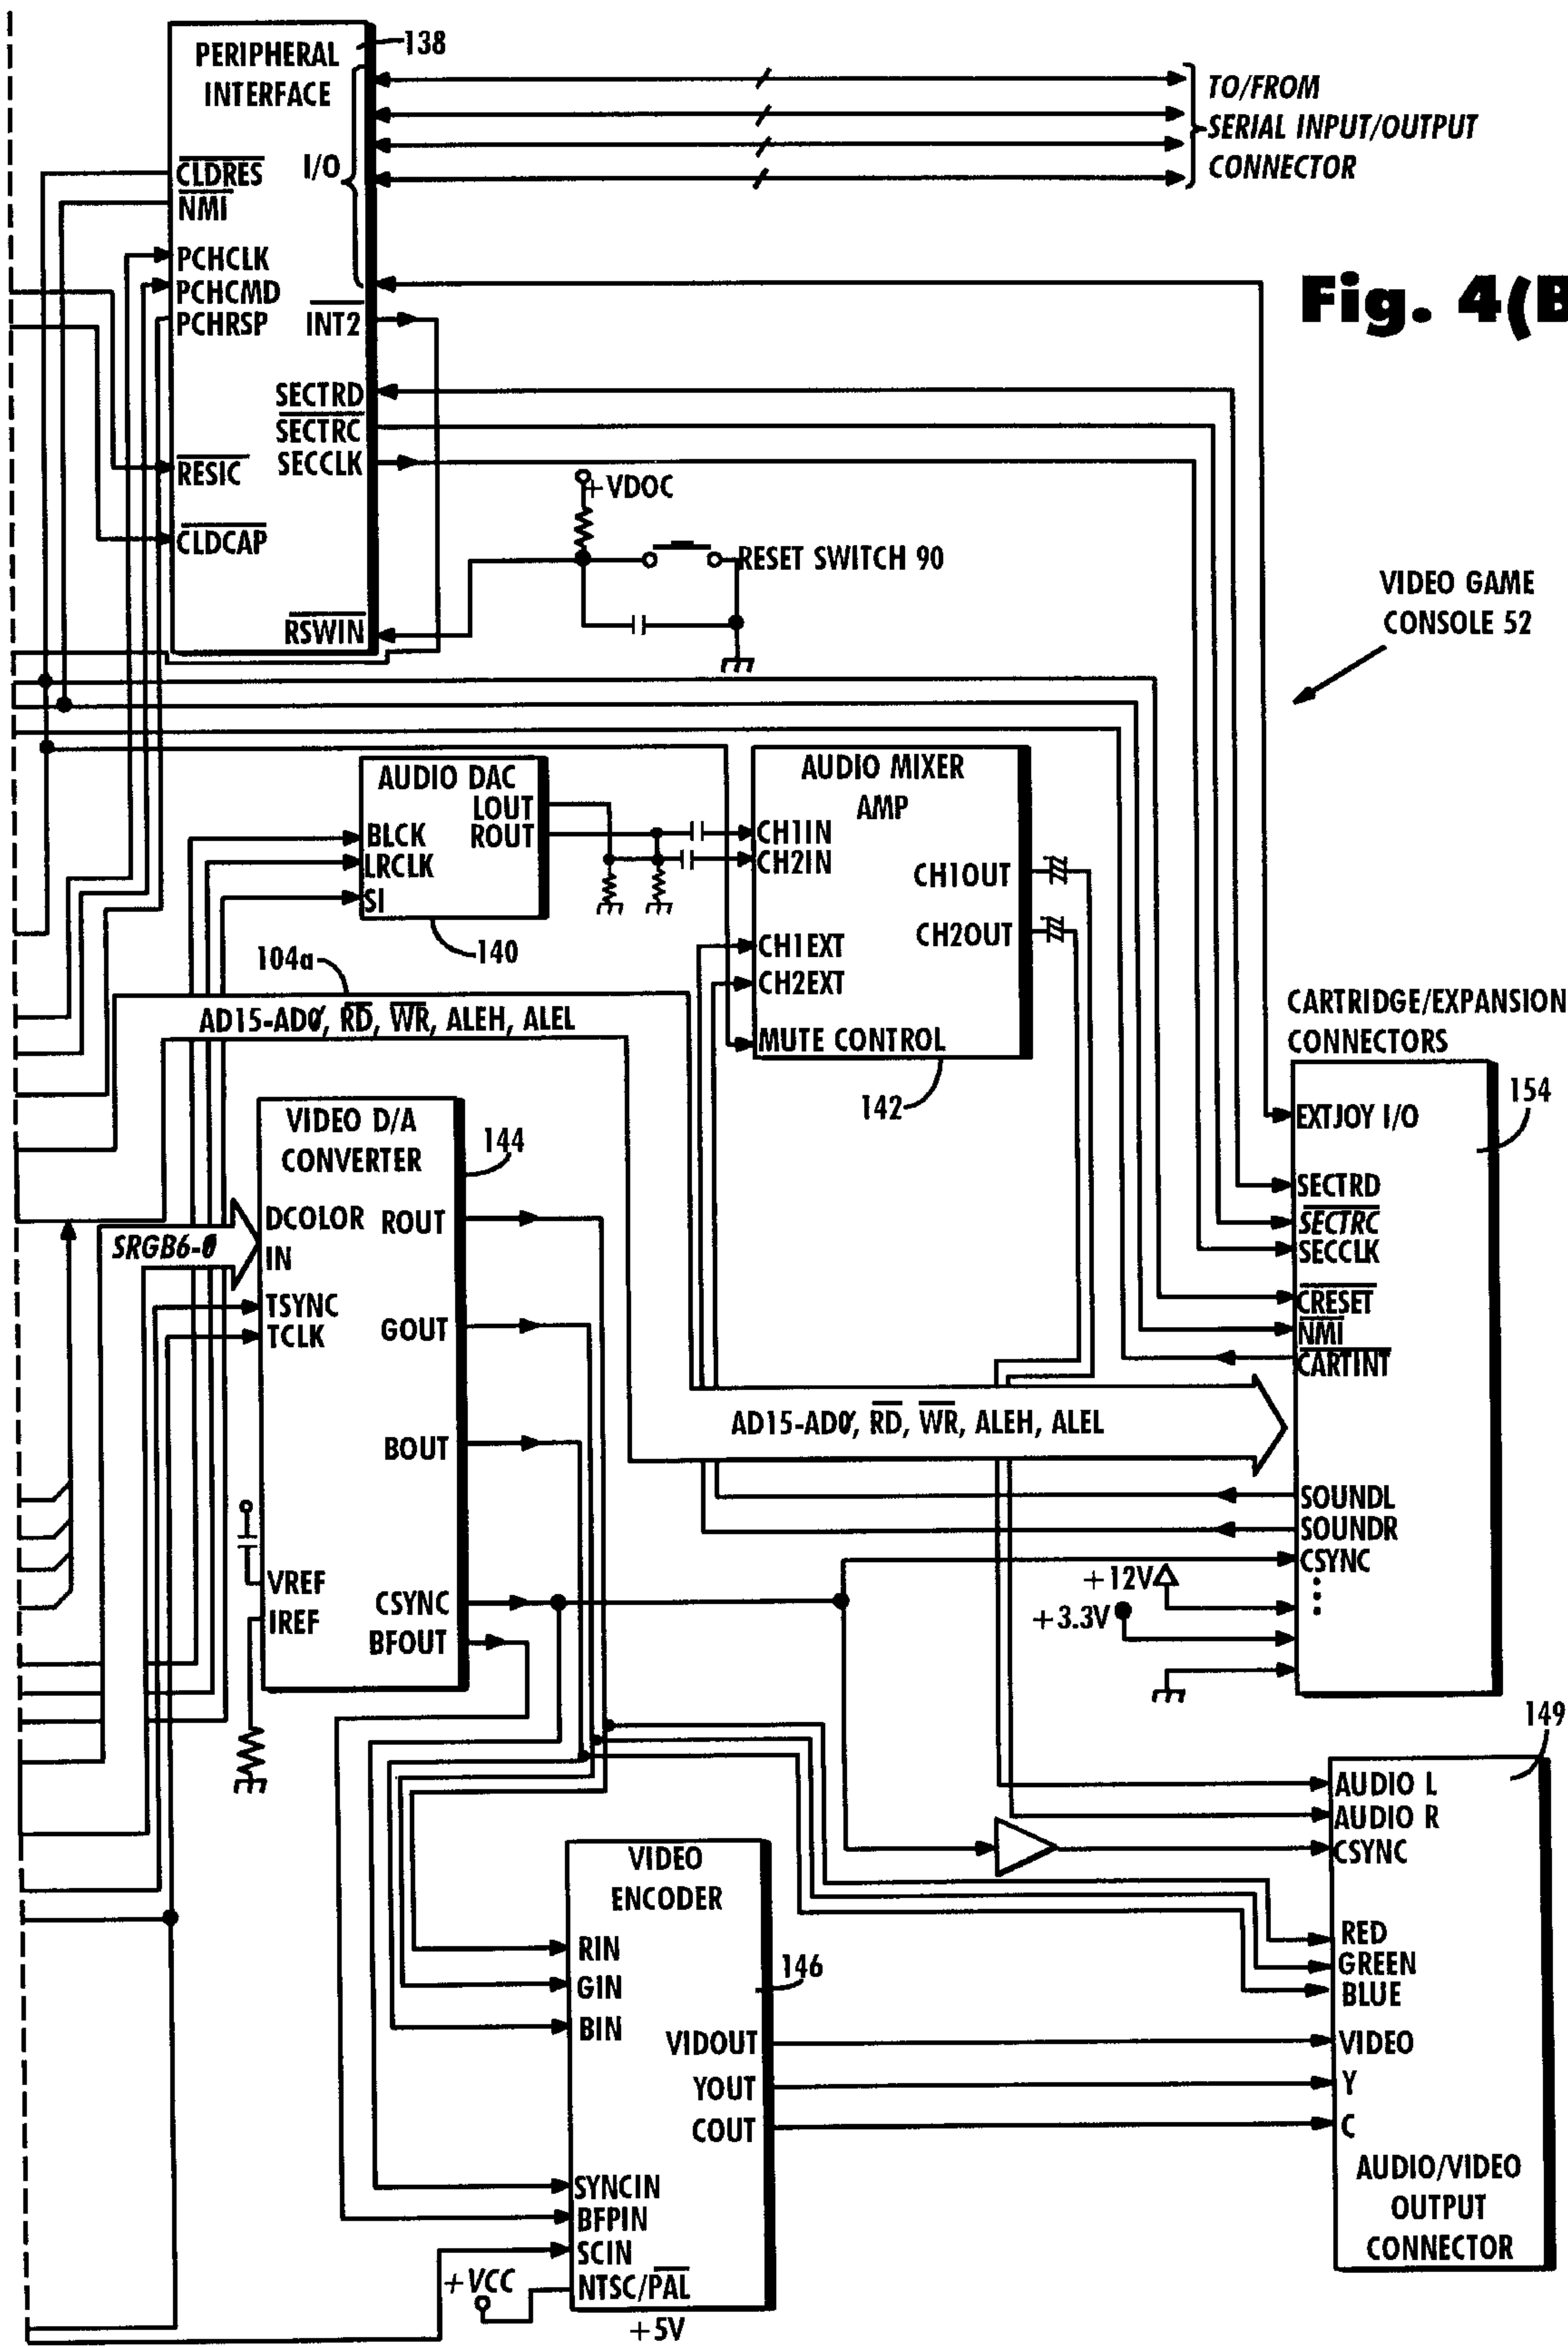 PERIPHERAL
INTERFACE
138
I/O
CLDRES
NMI
PCHCLK
PCHCMD
PCHRSP
INT2
SECTRD
SECTRC
SECCLK
RESIC
CLDCAP
RSWIN
TO/FROM
SERIAL INPUT/OUTPUT
CONNECTOR
Fig. 4(B
+VDOC
RESET SWITCH 90
VIDEO GAME
CONSOLE 52
AUDIO DAC
LOUT
ROUT
BLCK
LRCLK
SI
140
AUDIO MIXER
AMP
CH1IN
CH2IN
CH1OUT
CH2OUT
CH1EXT
CH2EXT
MUTE CONTROL
142
104a
AD15-AD0, RD, WR, ALEH, ALEL
CARTRIDGE/EXPANSION
CONNECTORS
154
EXTJOY I/O
SECTRD
SECTRC
SECCLK
CRESET
NMI
CARTINT
AD15-AD0, RD, WR, ALEH, ALEL
SOUNDL
SOUNDR
CSYNC
+12V
+3.3V
VIDEO D/A
CONVERTER
144
DCOLOR
IN
SRGB6-0
TSYNC
TCLK
ROUT
GOUT
BOUT
VREF
IREF
CSYNC
BFOUT
149
AUDIO L
AUDIO R
CSYNC
RED
GREEN
BLUE
VIDEO
Y
C
AUDIO/VIDEO
OUTPUT
CONNECTOR
VIDEO
ENCODER
146
RIN
GIN
BIN
VIDOUT
YOUT
COUT
SYNCIN
BFPIN
SCIN
NTSC/PAL
+VCC
+5V